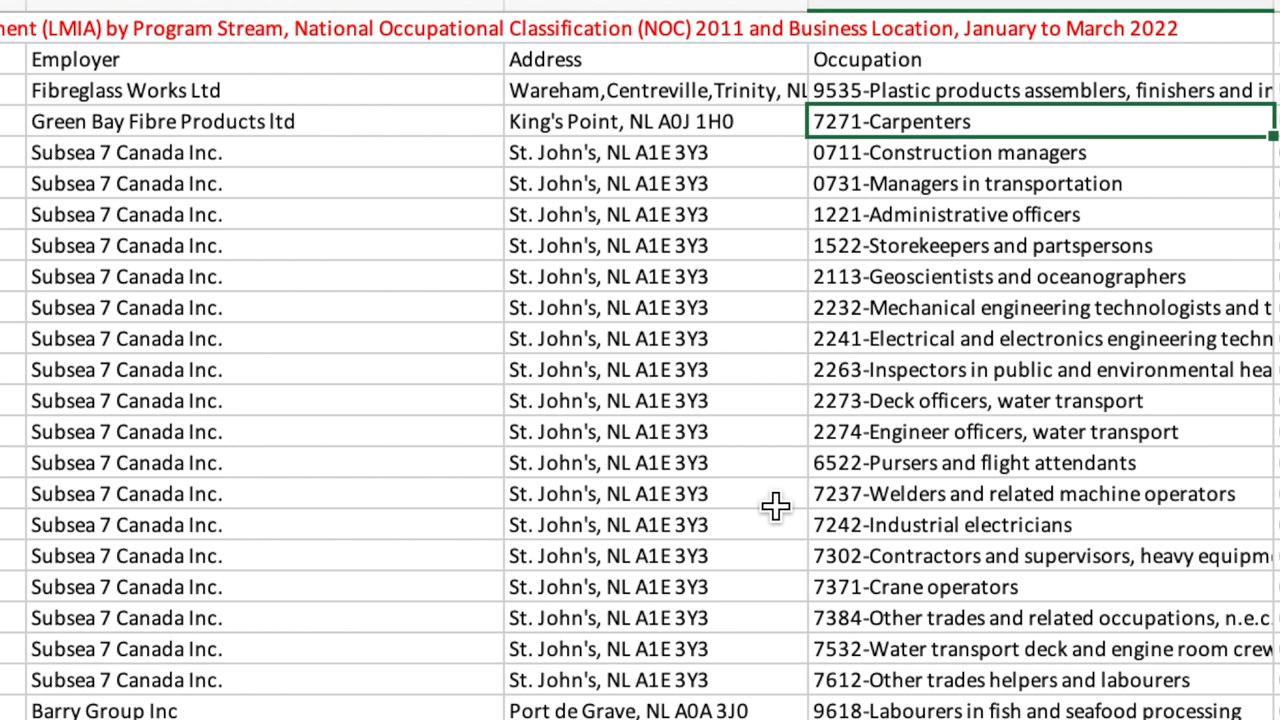 ment (LMIA) by Program Stream, National Occupational Classification (NOC) 2011 and Business Location, January to March 2022
Employer Address Occupation
Fibreglass Works Ltd Wareham,Centreville,Trinity, NL 9535-Plastic products assemblers, finishers and in
Green Bay Fibre Products ltd King's Point, NL A0J 1H0 7271-Carpenters
Subsea 7 Canada Inc. St. John's, NL A1E 3Y3 0711-Construction managers
Subsea 7 Canada Inc. St. John's, NL A1E 3Y3 0731-Managers in transportation
Subsea 7 Canada Inc. St. John's, NL A1E 3Y3 1221-Administrative officers
Subsea 7 Canada Inc. St. John's, NL A1E 3Y3 1522-Storekeepers and partspersons
Subsea 7 Canada Inc. St. John's, NL A1E 3Y3 2113-Geoscientists and oceanographers
Subsea 7 Canada Inc. St. John's, NL A1E 3Y3 2232-Mechanical engineering technologists and t
Subsea 7 Canada Inc. St. John's, NL A1E 3Y3 2241-Electrical and electronics engineering techn
Subsea 7 Canada Inc. St. John's, NL A1E 3Y3 2263-Inspectors in public and environmental hea
Subsea 7 Canada Inc. St. John's, NL A1E 3Y3 2273-Deck officers, water transport
Subsea 7 Canada Inc. St. John's, NL A1E 3Y3 2274-Engineer officers, water transport
Subsea 7 Canada Inc. St. John's, NL A1E 3Y3 6522-Pursers and flight attendants
Subsea 7 Canada Inc. St. John's, NL A1E 3Y3 7237-Welders and related machine operators
Subsea 7 Canada Inc. St. John's, NL A1E 3Y3 7242-Industrial electricians
Subsea 7 Canada Inc. St. John's, NL A1E 3Y3 7302-Contractors and supervisors, heavy equipm
Subsea 7 Canada Inc. St. John's, NL A1E 3Y3 7371-Crane operators
Subsea 7 Canada Inc. St. John's, NL A1E 3Y3 7384-Other trades and related occupations, n.e.c.
Subsea 7 Canada Inc. St. John's, NL A1E 3Y3 7532-Water transport deck and engine room crew
Subsea 7 Canada Inc. St. John's, NL A1E 3Y3 7612-Other trades helpers and labourers
Barry Group Inc Port de Grave, NL A0A 3J0 9618-Labourers in fish and seafood processing